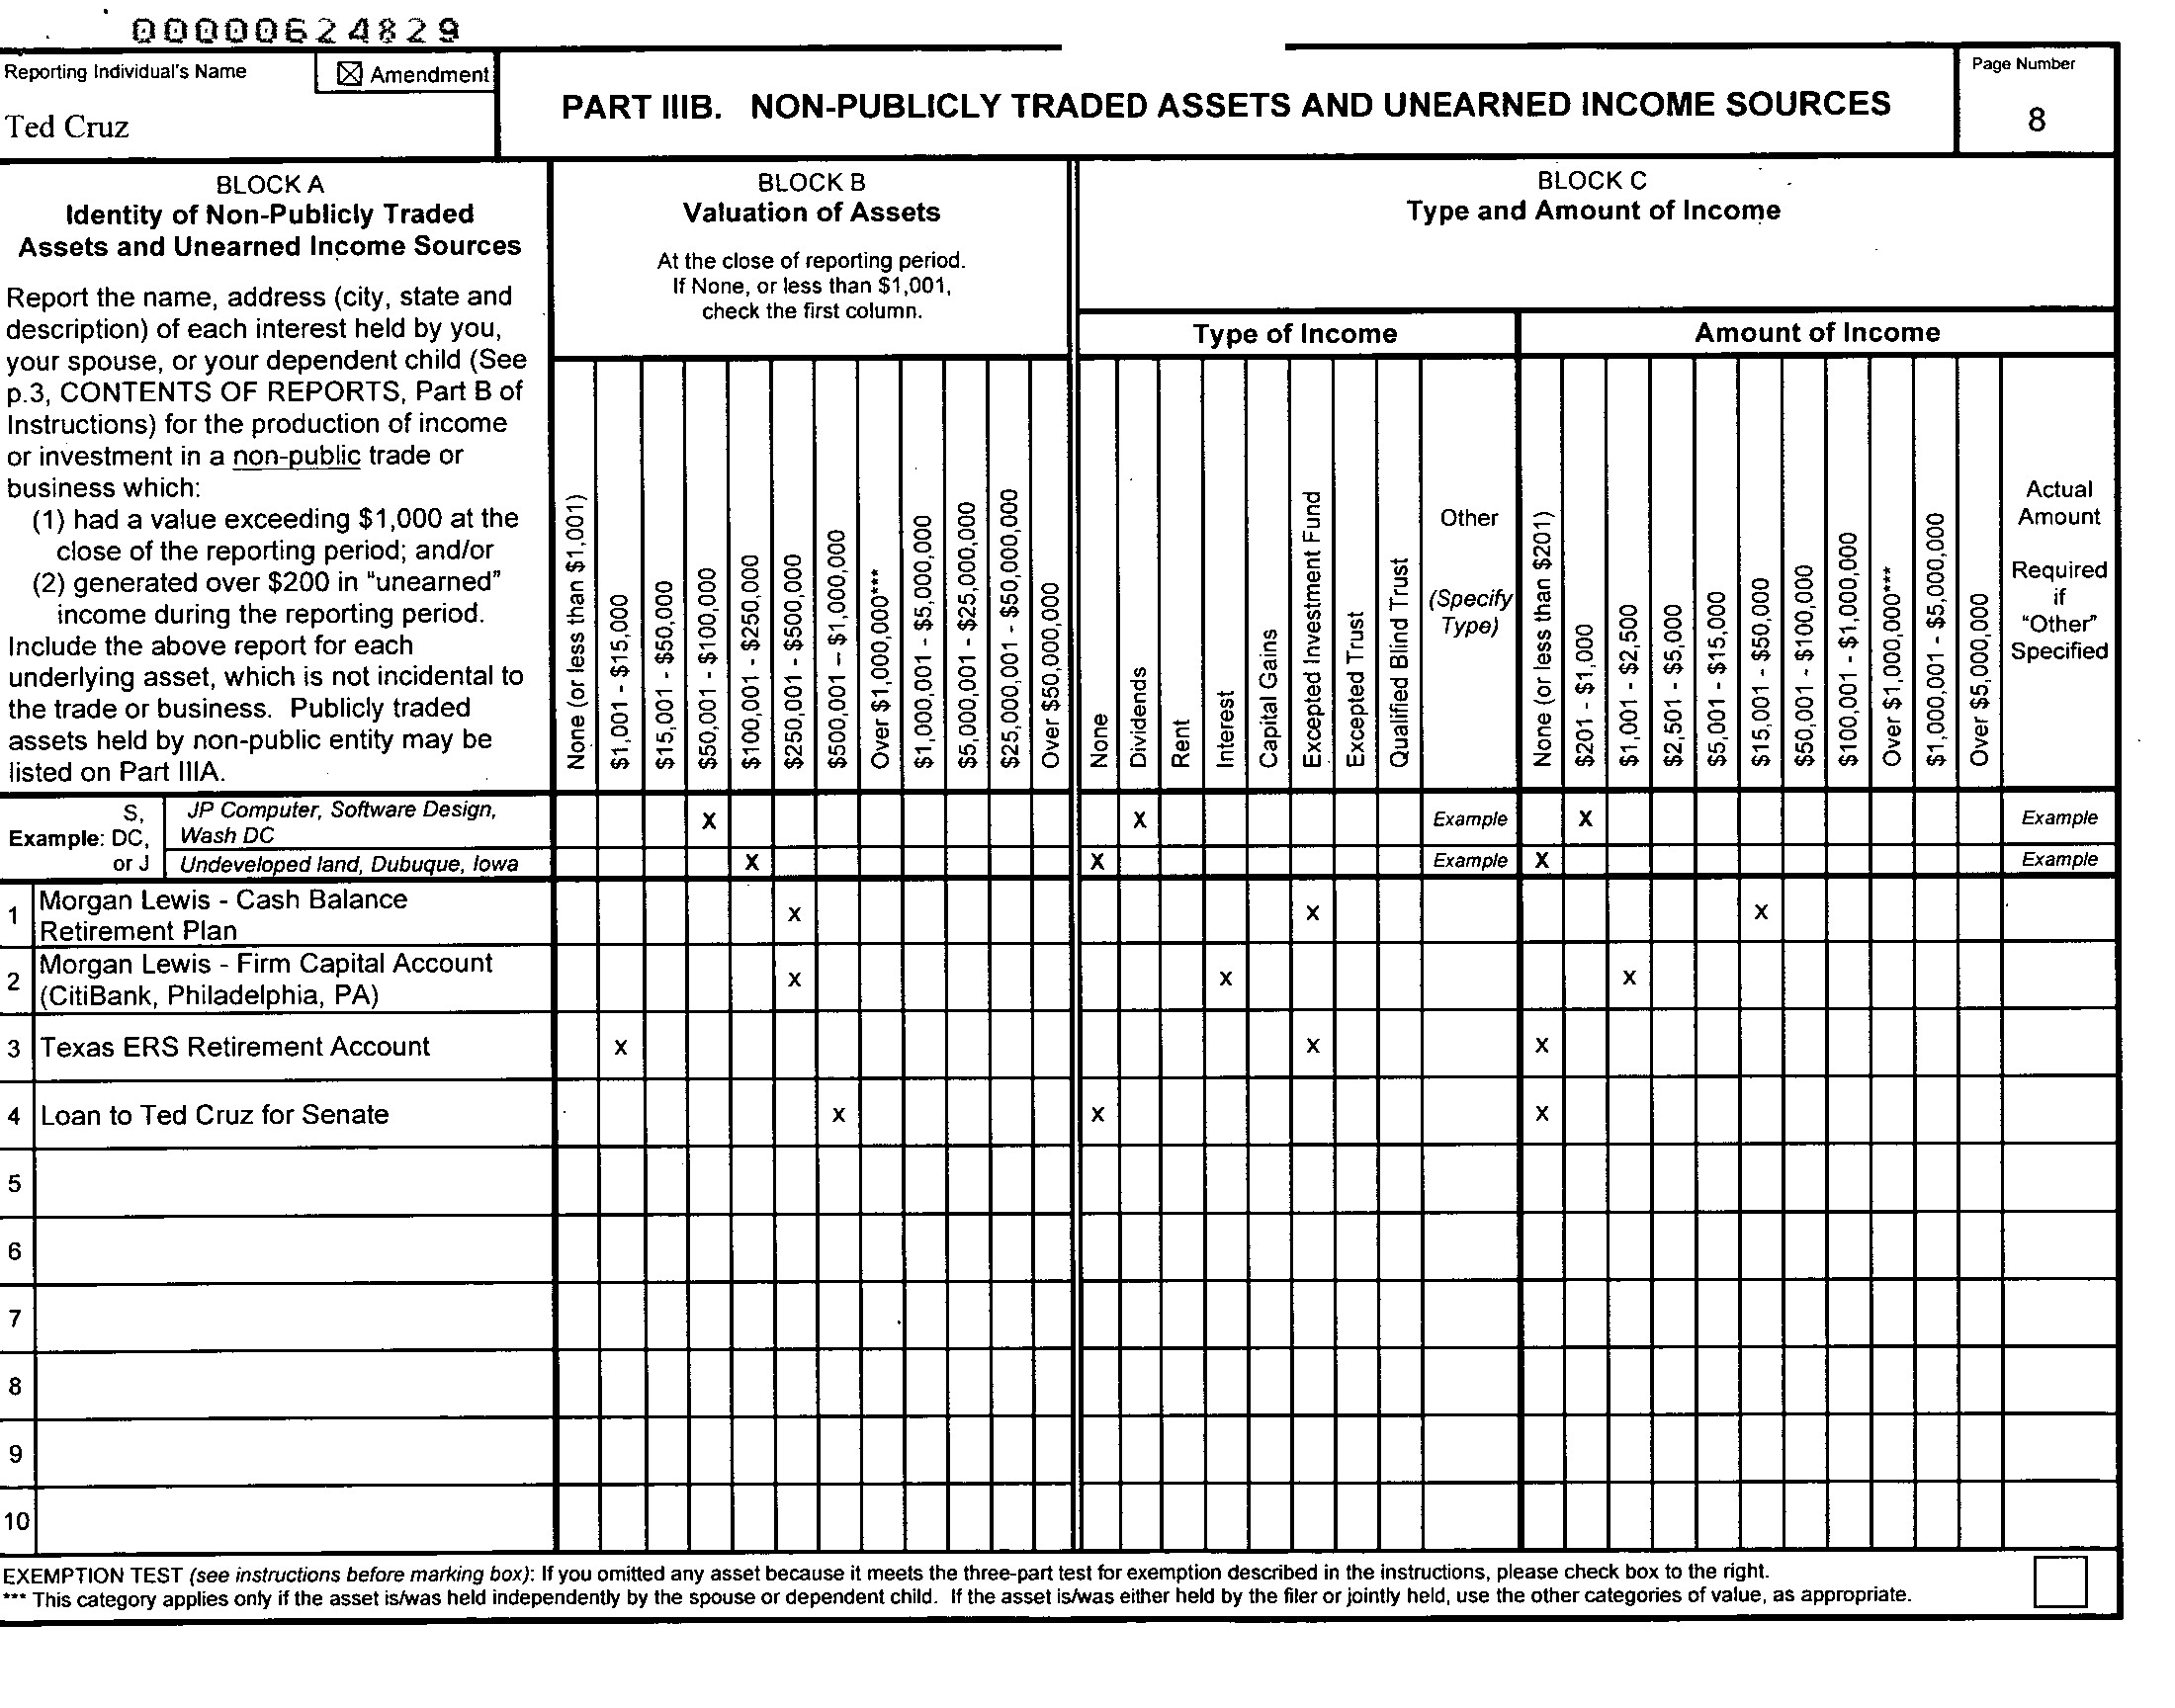 00000624829
Reporting Individual's Name
☒ Amendment
Ted Cruz
PART IIIB. NON-PUBLICLY TRADED ASSETS AND UNEARNED INCOME SOURCES
Page Number
8
BLOCK A
Identity of Non-Publicly Traded
Assets and Unearned Income Sources
Report the name, address (city, state and
description) of each interest held by you,
your spouse, or your dependent child (See
p.3, CONTENTS OF REPORTS, Part B of
Instructions) for the production of income
or investment in a non-public trade or
business which:
(1) had a value exceeding $1,000 at the
close of the reporting period; and/or
(2) generated over $200 in "unearned"
income during the reporting period.
Include the above report for each
underlying asset, which is not incidental to
the trade or business. Publicly traded
assets held by non-public entity may be
listed on Part IIIA.
BLOCK B
Valuation of Assets
At the close of reporting period.
If None, or less than $1,001,
check the first column.
None (or less than $1,001)
$1,001 - $15,000
$15,001 - $50,000
$50,001 - $100,000
$100,001 - $250,000
$250,001 - $500,000
$500,001 – $1,000,000
Over $1,000,000***
$1,000,001 - $5,000,000
$5,000,001 - $25,000,000
$25,000,001 - $50,000,000
Over $50,000,000
BLOCK C
Type and Amount of Income
Type of Income
None
Dividends
Rent
Interest
Capital Gains
Excepted Investment Fund
Excepted Trust
Qualified Blind Trust
Other
(Specify
Type)
Amount of Income
None (or less than $201)
$201 - $1,000
$1,001 - $2,500
$2,501 - $5,000
$5,001 - $15,000
$15,001 - $50,000
$50,001 - $100,000
$100,001 - $1,000,000
Over $1,000,000***
$1,000,001 - $5,000,000
Over $5,000,000
Actual
Amount
Required
if
"Other"
Specified
S,
Example: DC,
or J
JP Computer, Software Design,
Wash DC
X X Example X Example
Undeveloped land, Dubuque, Iowa X X Example X Example
1 Morgan Lewis - Cash Balance
Retirement Plan
X X X
2 Morgan Lewis - Firm Capital Account
(CitiBank, Philadelphia, PA)
X X X
3 Texas ERS Retirement Account X X X
4 Loan to Ted Cruz for Senate X X X
5
6
7
8
9
10
EXEMPTION TEST (see instructions before marking box): If you omitted any asset because it meets the three-part test for exemption described in the instructions, please check box to the right.
*** This category applies only if the asset is/was held independently by the spouse or dependent child. If the asset is/was either held by the filer or jointly held, use the other categories of value, as appropriate.